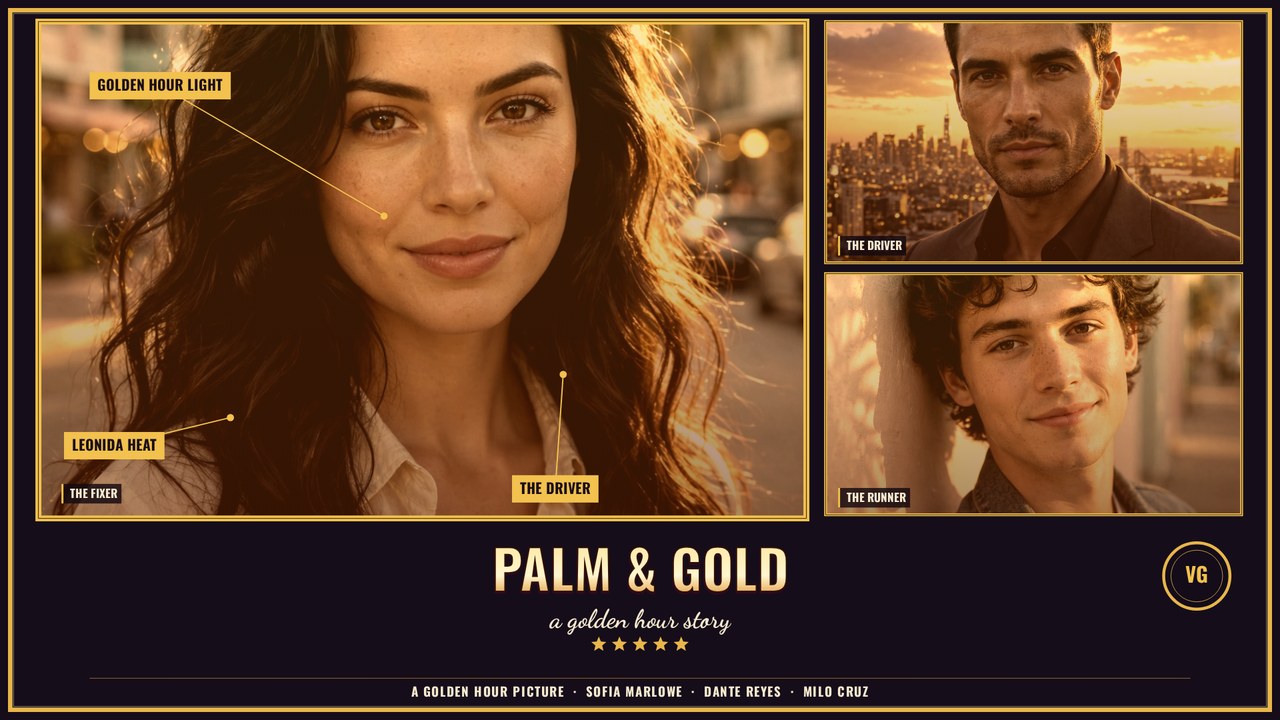 GOLDEN HOUR LIGHT
LEONIDA HEAT
THE FIXER
THE DRIVER
THE DRIVER
THE RUNNER
PALM & GOLD
a golden hour story
VG
A GOLDEN HOUR PICTURE · SOFIA MARLOWE · DANTE REYES · MILO CRUZ